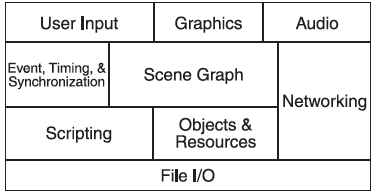 User Input
Graphics
Audio
Event, Timing, &
Synchronization
Scene Graph
Networking
Scripting
Objects &
Resources
File I/O